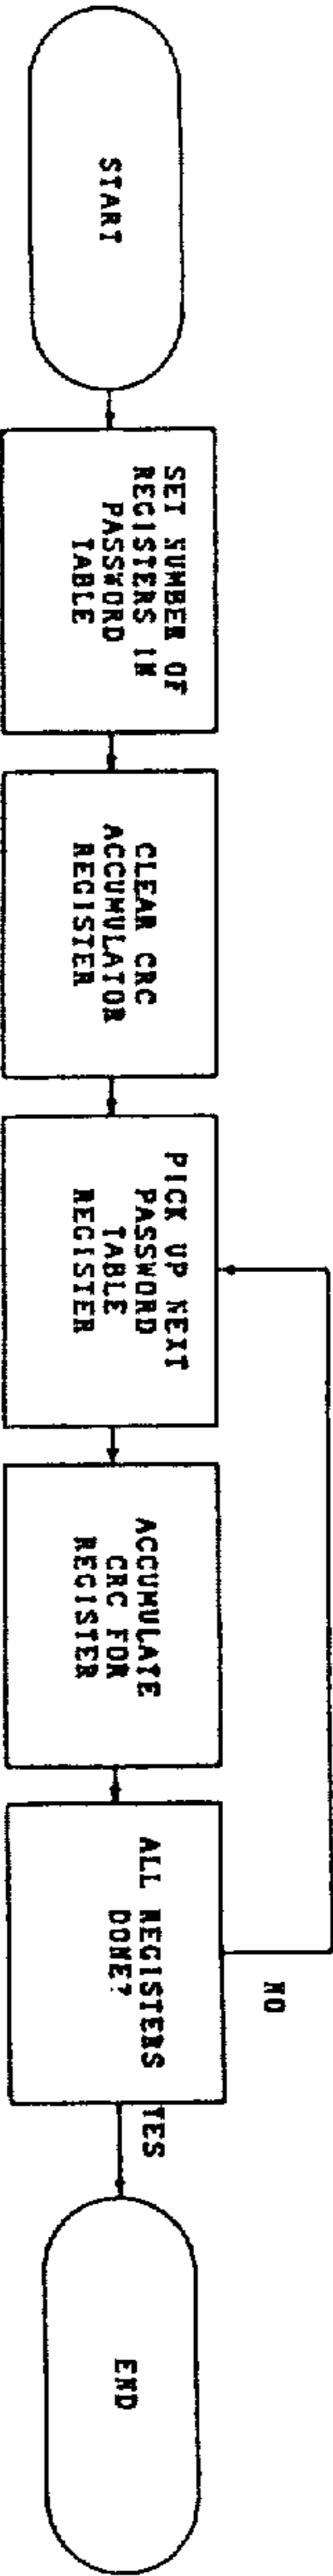 START
SET NUMBER OF
REGISTERS IN
PASSWORD
TABLE
CLEAR CRC
ACCUMULATOR
REGISTER
PICK UP NEXT
PASSWORD
TABLE
REGISTER
ACCUMULATE
CRC FOR
REGISTER
ALL REGISTERS
DONE?
NO
YES
END